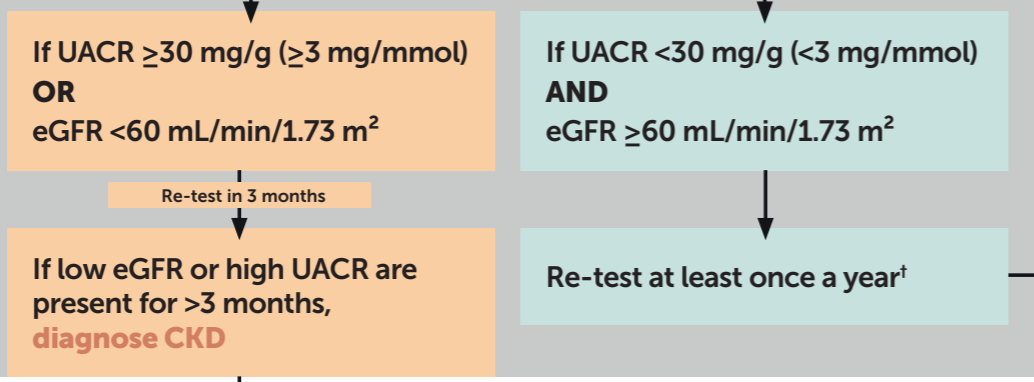 If UACR ≥30 mg/g (≥3 mg/mmol)
OR
eGFR <60 mL/min/1.73 m²
Re-test in 3 months
If low eGFR or high UACR are
present for >3 months,
diagnose CKD
If UACR <30 mg/g (<3 mg/mmol)
AND
eGFR ≥60 mL/min/1.73 m²
Re-test at least once a year†